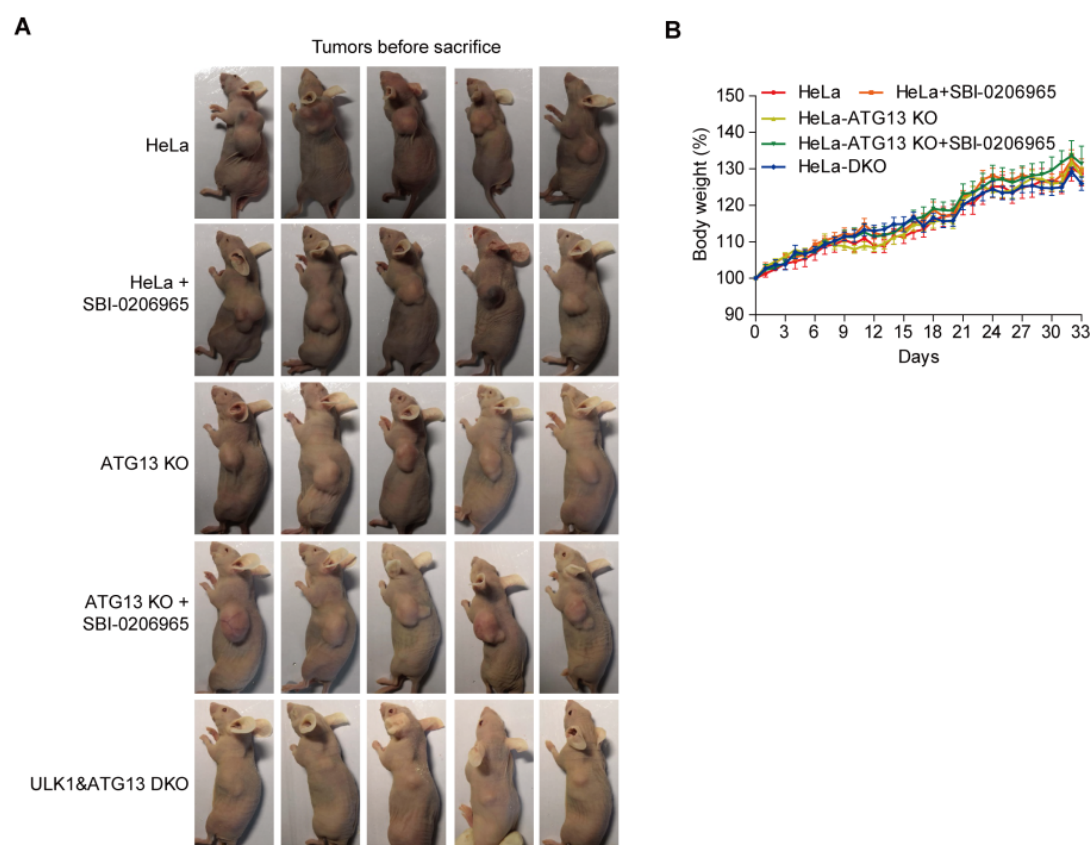 A
Tumors before sacrifice
HeLa
HeLa +
SBI-0206965
ATG13 KO
ATG13 KO +
SBI-0206965
ULK1&ATG13 DKO
B
HeLa HeLa+SBI-0206965
HeLa-ATG13 KO
HeLa-ATG13 KO+SBI-0206965
HeLa-DKO
Body weight (%)
150
140
130
120
110
100
90
0 3 6 9 12 15 18 21 24 27 30 33
Days